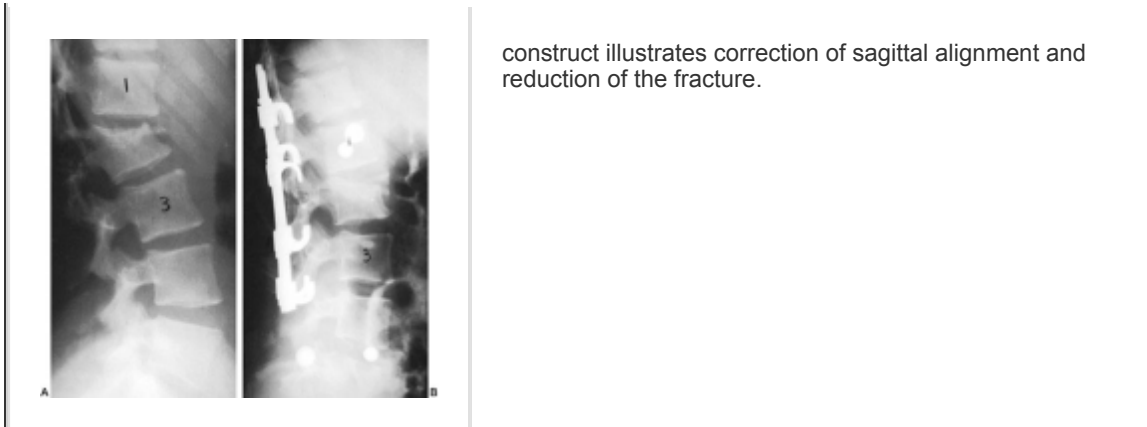 construct illustrates correction of sagittal alignment and
reduction of the fracture.
1
3
3
A
B